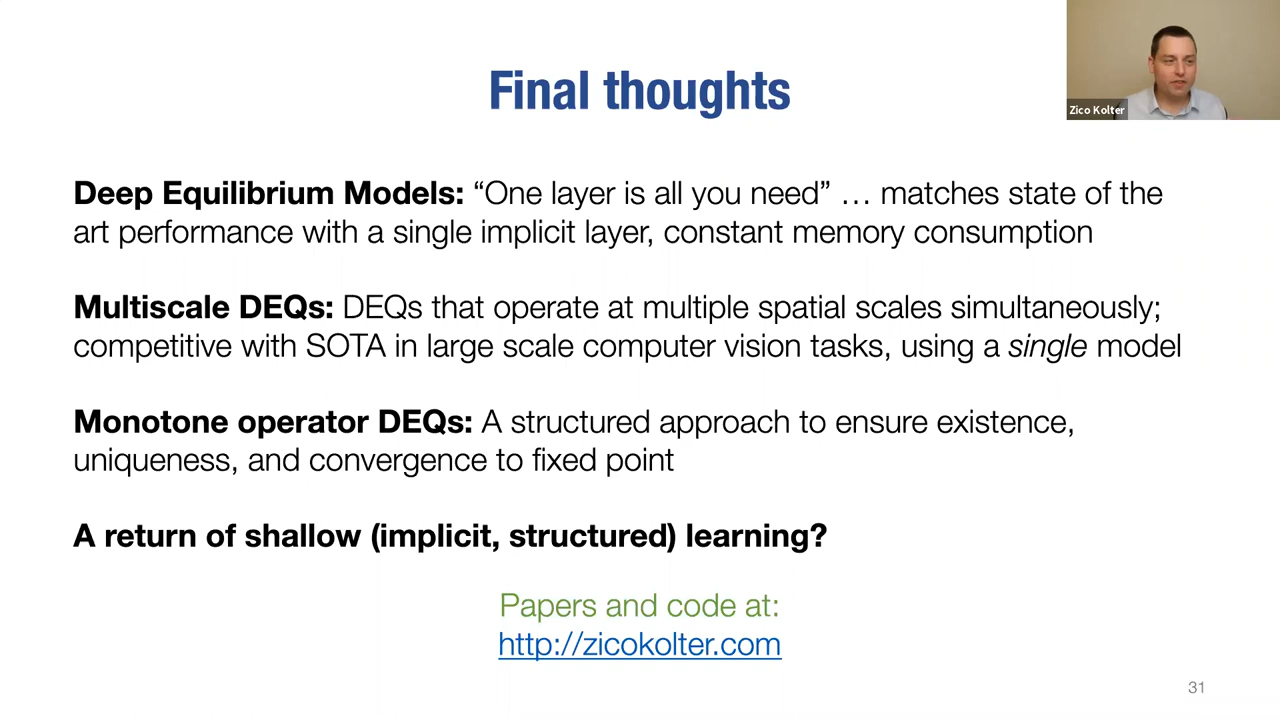 Final thoughts
Zico Kolter
Deep Equilibrium Models: “One layer is all you need” … matches state of the
art performance with a single implicit layer, constant memory consumption
Multiscale DEQs: DEQs that operate at multiple spatial scales simultaneously;
competitive with SOTA in large scale computer vision tasks, using a single model
Monotone operator DEQs: A structured approach to ensure existence,
uniqueness, and convergence to fixed point
A return of shallow (implicit, structured) learning?
Papers and code at:
http://zicokolter.com
31